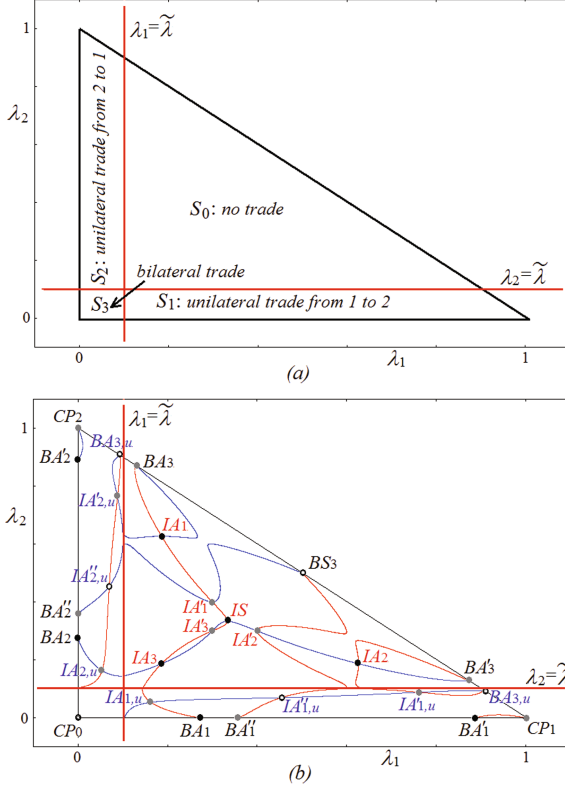 1
λ₁=λ̃
λ₂
S₂: unilateral trade from 2 to 1
S₀: no trade
bilateral trade
λ₂=λ̃
S₃
S₁: unilateral trade from 1 to 2
0
0
λ₁
1
(a)
CP₂
λ₁=λ̃
1
BA₃,u
BA′₂
BA₃
IA′₂,u
λ₂
IA₁
IA″₂,u
BS₃
BA″₂
IA′₁
IS
BA₂
IA′₃
IA′₂
IA₂,u
IA₃
IA₂
BA′₃
λ₂=λ̃
IA₁,u
IA″₁,u
IA′₁,u
BA₃,u
0
CP₀
BA₁
BA″₁
BA′₁
CP₁
0
λ₁
1
(b)